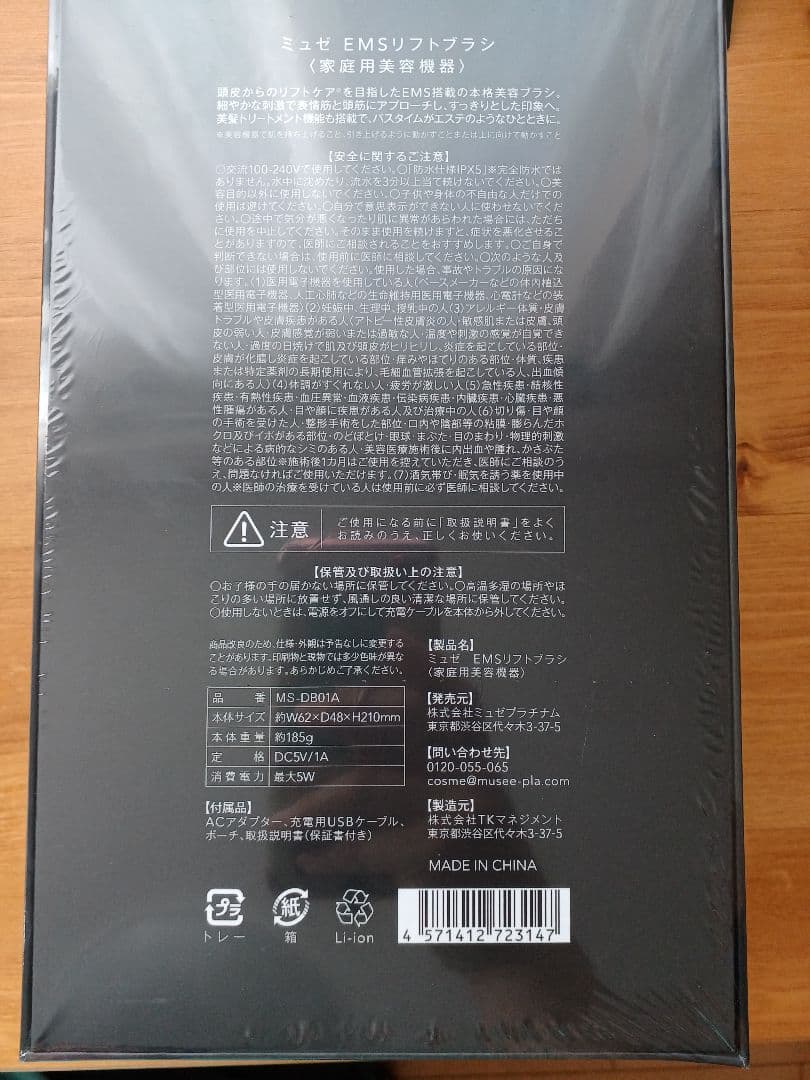 ミュゼ EMSリフトブラシ
〈家庭用美容機器〉
頭皮からのリフトケア※を目指したEMS搭載の本格美容ブラシ。
細やかな刺激で表情筋と頭筋にアプローチし、すっきりとした印象へ。
美髪トリートメント機能も搭載で、バスタイムがエステのようなひとときに。
※美容機器で肌を持ち上げること、引き上げるように動かすことまたは上に向けて動かすこと
【安全に関するご注意】
○交流100-240Vで使用してください。○「防水仕様IPX5」※完全防水では
ありません。水中に沈めたり、流水を3分以上当て続けないでください。○美
容目的以外に使用しないでください。○子供や身体の不自由な人だけでの
使用は避けてください。○自分で意思表示ができない人に使わせないでくだ
さい。○途中で気分が悪くなったり肌に異常があらわれた場合には、ただち
に使用を中止してください。そのまま使用を続けますと、症状を悪化させるこ
とがありますので、医師にご相談されることをおすすめします。○ご自身で
判断できない場合は、使用前に医師に相談してください。○次のような人及
び部位には使用しないでください。使用した場合、事故やトラブルの原因にな
ります。(1)医用電子機器を使用している人(ペースメーカーなどの体内植込
型医用電子機器、人工心肺などの生命維持用医用電子機器、心電計などの装
着型医用電子機器)(2)妊娠中、生理中、授乳中の人(3)アレルギー体質・皮膚
トラブルや皮膚疾患がある人(アトピー性皮膚炎の人・敏感肌または皮膚、頭
皮の弱い人・皮膚感覚が弱いまたは過敏な人・温度や刺激の感覚が自覚でき
ない人・過度の日焼けで肌及び頭皮がヒリヒリし、炎症を起こしている部位・
皮膚が化膿し炎症を起こしている部位・痒みやほてりのある部位・体質、疾患
または特定薬剤の長期使用により、毛細血管拡張を起こしている人、出血傾
向にある人)(4)体調がすぐれない人・疲労が激しい人(5)急性疾患・結核性
疾患・有熱性疾患・血圧異常・血液疾患・伝染病疾患・内臓疾患・心臓疾患・悪
性腫瘍がある人・目や顔に疾患がある人及び治療中の人(6)切り傷・目や顔
の手術を受けた人・整形手術をした部位・口内や陰部等の粘膜・膨らんだホ
クロ及びイボがある部位・のどぼとけ・眼球・まぶた・目のまわり・物理的刺激
などによる病的なシミのある人・美容医療施術後に内出血や腫れ、かさぶた
等のある部位※施術後1カ月はご使用を控えていただき、医師にご相談のう
え、問題なければご使用いただけます。(7)酒気帯び・眠気を誘う薬を使用中
の人※医師の治療を受けている人は使用前に必ず医師に相談してください。
注意
ご使用になる前に「取扱説明書」をよく
お読みのうえ、正しくお使いください。
【保管及び取扱い上の注意】
○お子様の手の届かない場所に保管してください。○高温多湿の場所やほ
こりの多い場所に放置せず、風通しの良い清潔な場所に保管してください。
○使用しないときは、電源をオフにして充電ケーブルを本体から外してください。
商品改良のため、仕様・外観は予告なしに変更する
ことがあります。印刷物と現物では多少色味が異な
る場合があります。あらかじめご了承ください。
品 番 MS-DB01A
本体サイズ 約W62×D48×H210mm
本体重量 約185g
定 格 DC5V/1A
消費電力 最大5W
【付属品】
ACアダプター、充電用USBケーブル、
ポーチ、取扱説明書(保証書付き)
【製品名】
ミュゼ EMSリフトブラシ
〈家庭用美容機器〉
【発売元】
株式会社ミュゼプラチナム
東京都渋谷区代々木3-37-5
【問い合わせ先】
0120-055-065
cosme@musee-pla.com
【製造元】
株式会社TKマネジメント
東京都渋谷区代々木3-37-5
MADE IN CHINA
プラ
トレー
紙
箱
Li-ion
4 571412 723147